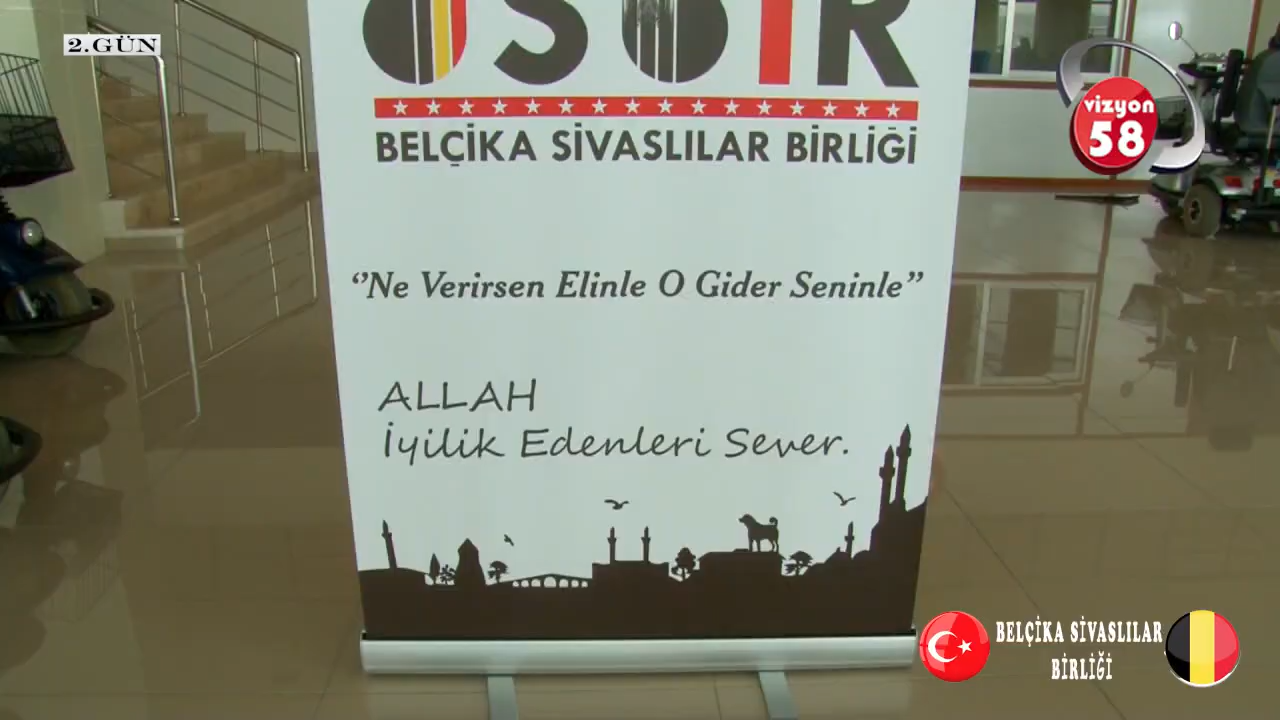 2.GÜN
BELÇİKA SİVASLILAR BİRLİĞİ
vizyon
58
‘’Ne Verirsen Elinle O Gider Seninle’’
ALLAH
İyilik Edenleri Sever.
BELÇİKA SİVASLILAR
BİRLİĞİ